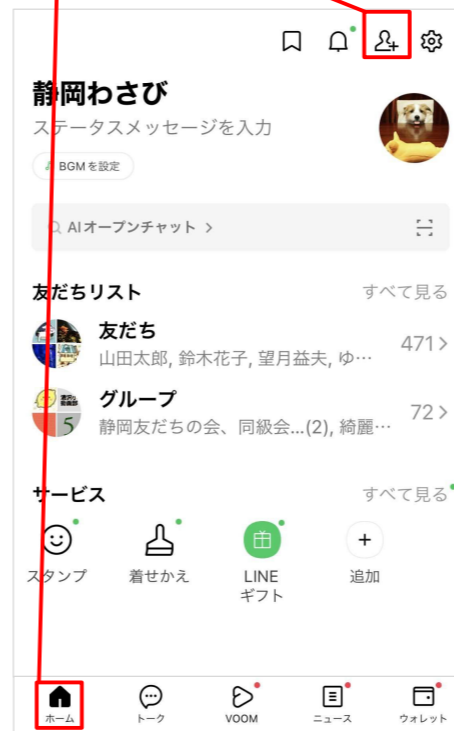 静岡わさび
ステータスメッセージを入力
BGMを設定
AIオープンチャット >
友だちリスト
すべて見る
友だち
山田太郎, 鈴木花子, 望月益夫, ゆ…
471 >
グループ
静岡友だちの会、同級会...(2), 綺麗…
72 >
5
サービス
すべて見る
スタンプ
着せかえ
LINE
ギフト
追加
ホーム
トーク
VOOM
ニュース
ウォレット